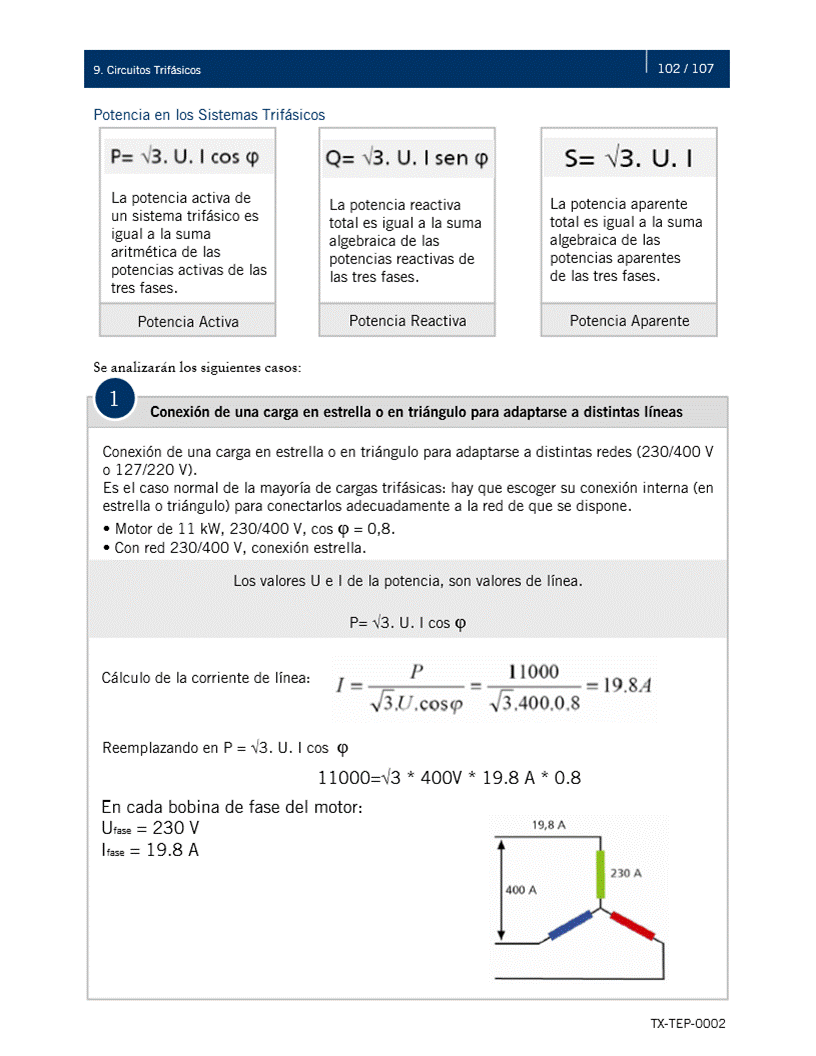 9. Circuitos Trifásicos
102 / 107
Potencia en los Sistemas Trifásicos
P= √3. U. I cos φ
La potencia activa de
un sistema trifásico es
igual a la suma
aritmética de las
potencias activas de las
tres fases.
Potencia Activa
Q= √3. U. I sen φ
La potencia reactiva
total es igual a la suma
algebraica de las
potencias reactivas de
las tres fases.
Potencia Reactiva
S= √3. U. I
La potencia aparente
total es igual a la suma
algebraica de las
potencias aparentes
de las tres fases.
Potencia Aparente
Se analizarán los siguientes casos:
1
Conexión de una carga en estrella o en triángulo para adaptarse a distintas líneas
Conexión de una carga en estrella o en triángulo para adaptarse a distintas redes (230/400 V
o 127/220 V).
Es el caso normal de la mayoría de cargas trifásicas: hay que escoger su conexión interna (en
estrella o triángulo) para conectarlos adecuadamente a la red de que se dispone.
• Motor de 11 kW, 230/400 V, cos φ = 0,8.
• Con red 230/400 V, conexión estrella.
Los valores U e I de la potencia, son valores de línea.
P= √3. U. I cos φ
Cálculo de la corriente de línea:
I = P / √3.U.cosφ = 11000 / √3.400.0.8 = 19.8A
Reemplazando en P = √3. U. I cos φ
11000=√3 * 400V * 19.8 A * 0.8
En cada bobina de fase del motor:
Ufase = 230 V
Ifase = 19.8 A
19,8 A
230 A
400 A
TX-TEP-0002